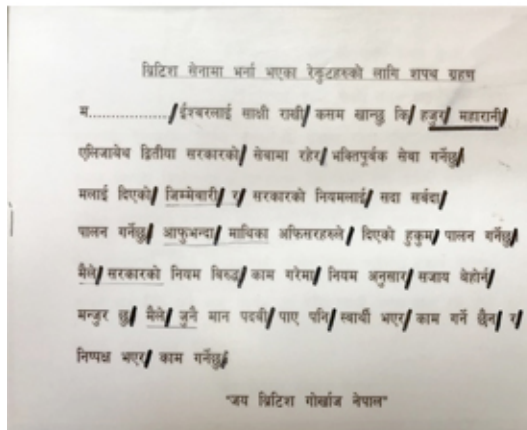 ब्रिटिश सेनामा भर्ना भएका रेक्रुटहरुको लागि शपथ ग्रहण
म................../ ईश्वरलाई साक्षी राखी/ कसम खान्छु कि/ हजुर/ महारानी/
एलिजाबेथ द्वितीया सरकारको/ सेवामा रहेर/ भक्तिपूर्वक सेवा गर्नेछु/
मलाई दिएको/ जिम्मेवारी/ र/ सरकारको नियमलाई/ सदा सर्वदा/
पालन गर्नेछु/ आफुभन्दा/ माथिका अफिसरहरुले/ दिएको हुकुम/ पालन गर्नेछु/
मैले/ सरकारको नियम विरुद्ध/ काम गरेमा/ नियम अनुसार/ सजाय बेहोर्न/
मन्जुर छु/ मैले/ जुनै मान पदवी/ पाए पनि/ स्वार्थी भएर/ काम गर्ने छैन/ र/
निष्पक्ष भएर/ काम गर्नेछु/
"जय ब्रिटिश गोर्खाज नेपाल"